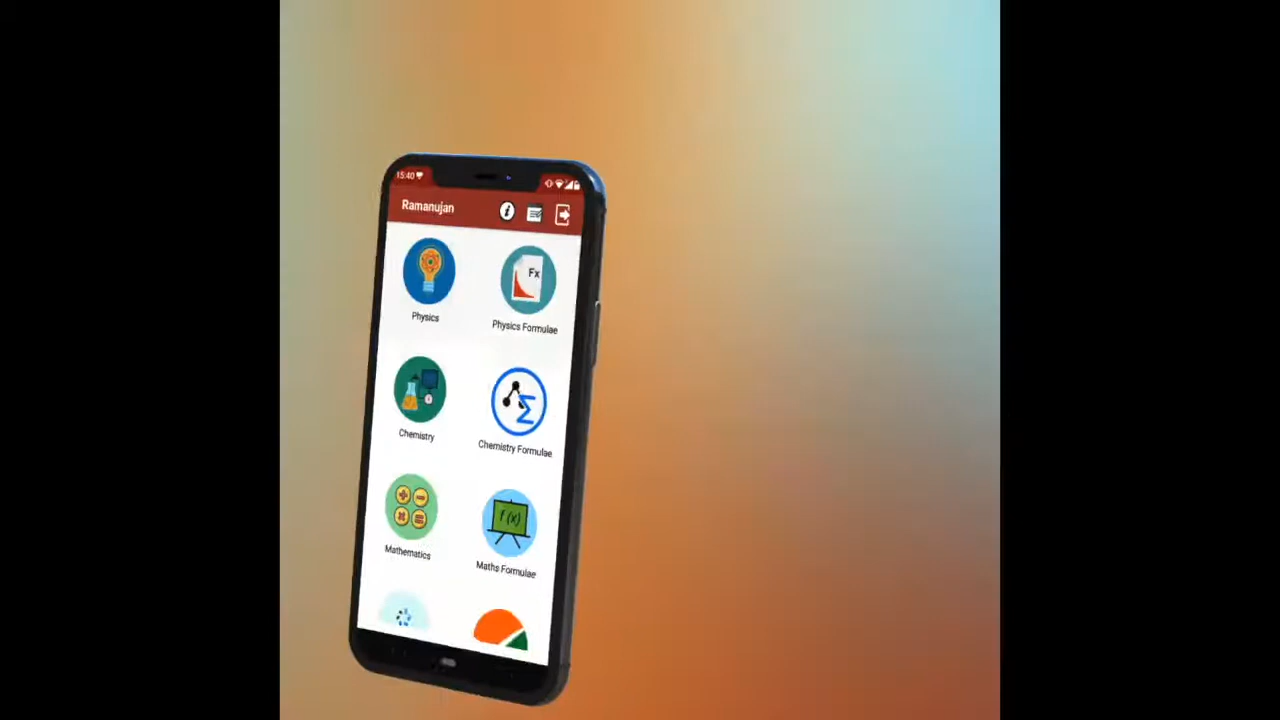 15:40
Ramanujan
Physics
Fx
Physics Formulae
Chemistry
Chemistry Formulae
Mathematics
f (x)
Maths Formulae